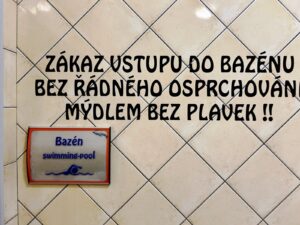 ZÁKAZ VSTUPU DO BAZÉNU
BEZ ŘÁDNÉHO OSPRCHOVÁN
MÝDLEM BEZ PLAVEK !!
Bazén
swimming-pool